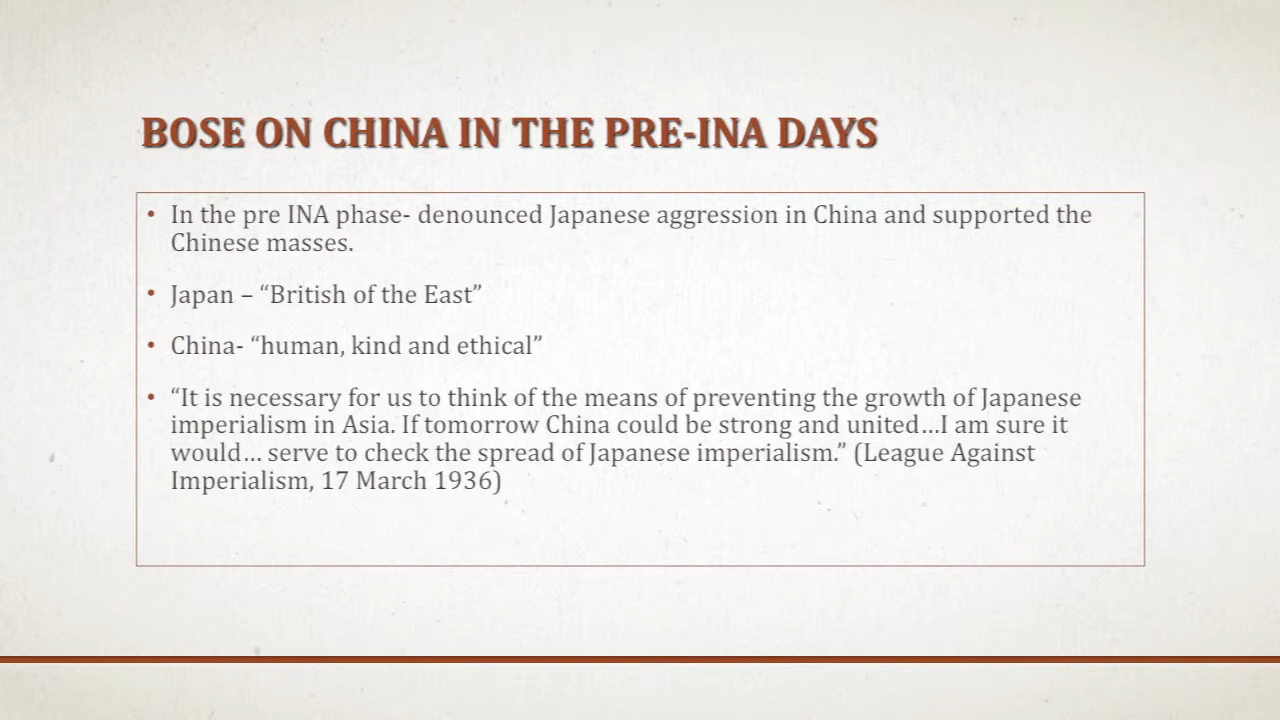 BOSE ON CHINA IN THE PRE-INA DAYS
• In the pre INA phase- denounced Japanese aggression in China and supported the
Chinese masses.
• Japan – “British of the East”
• China- “human, kind and ethical”
• “It is necessary for us to think of the means of preventing the growth of Japanese
imperialism in Asia. If tomorrow China could be strong and united…I am sure it
would… serve to check the spread of Japanese imperialism.” (League Against
Imperialism, 17 March 1936)